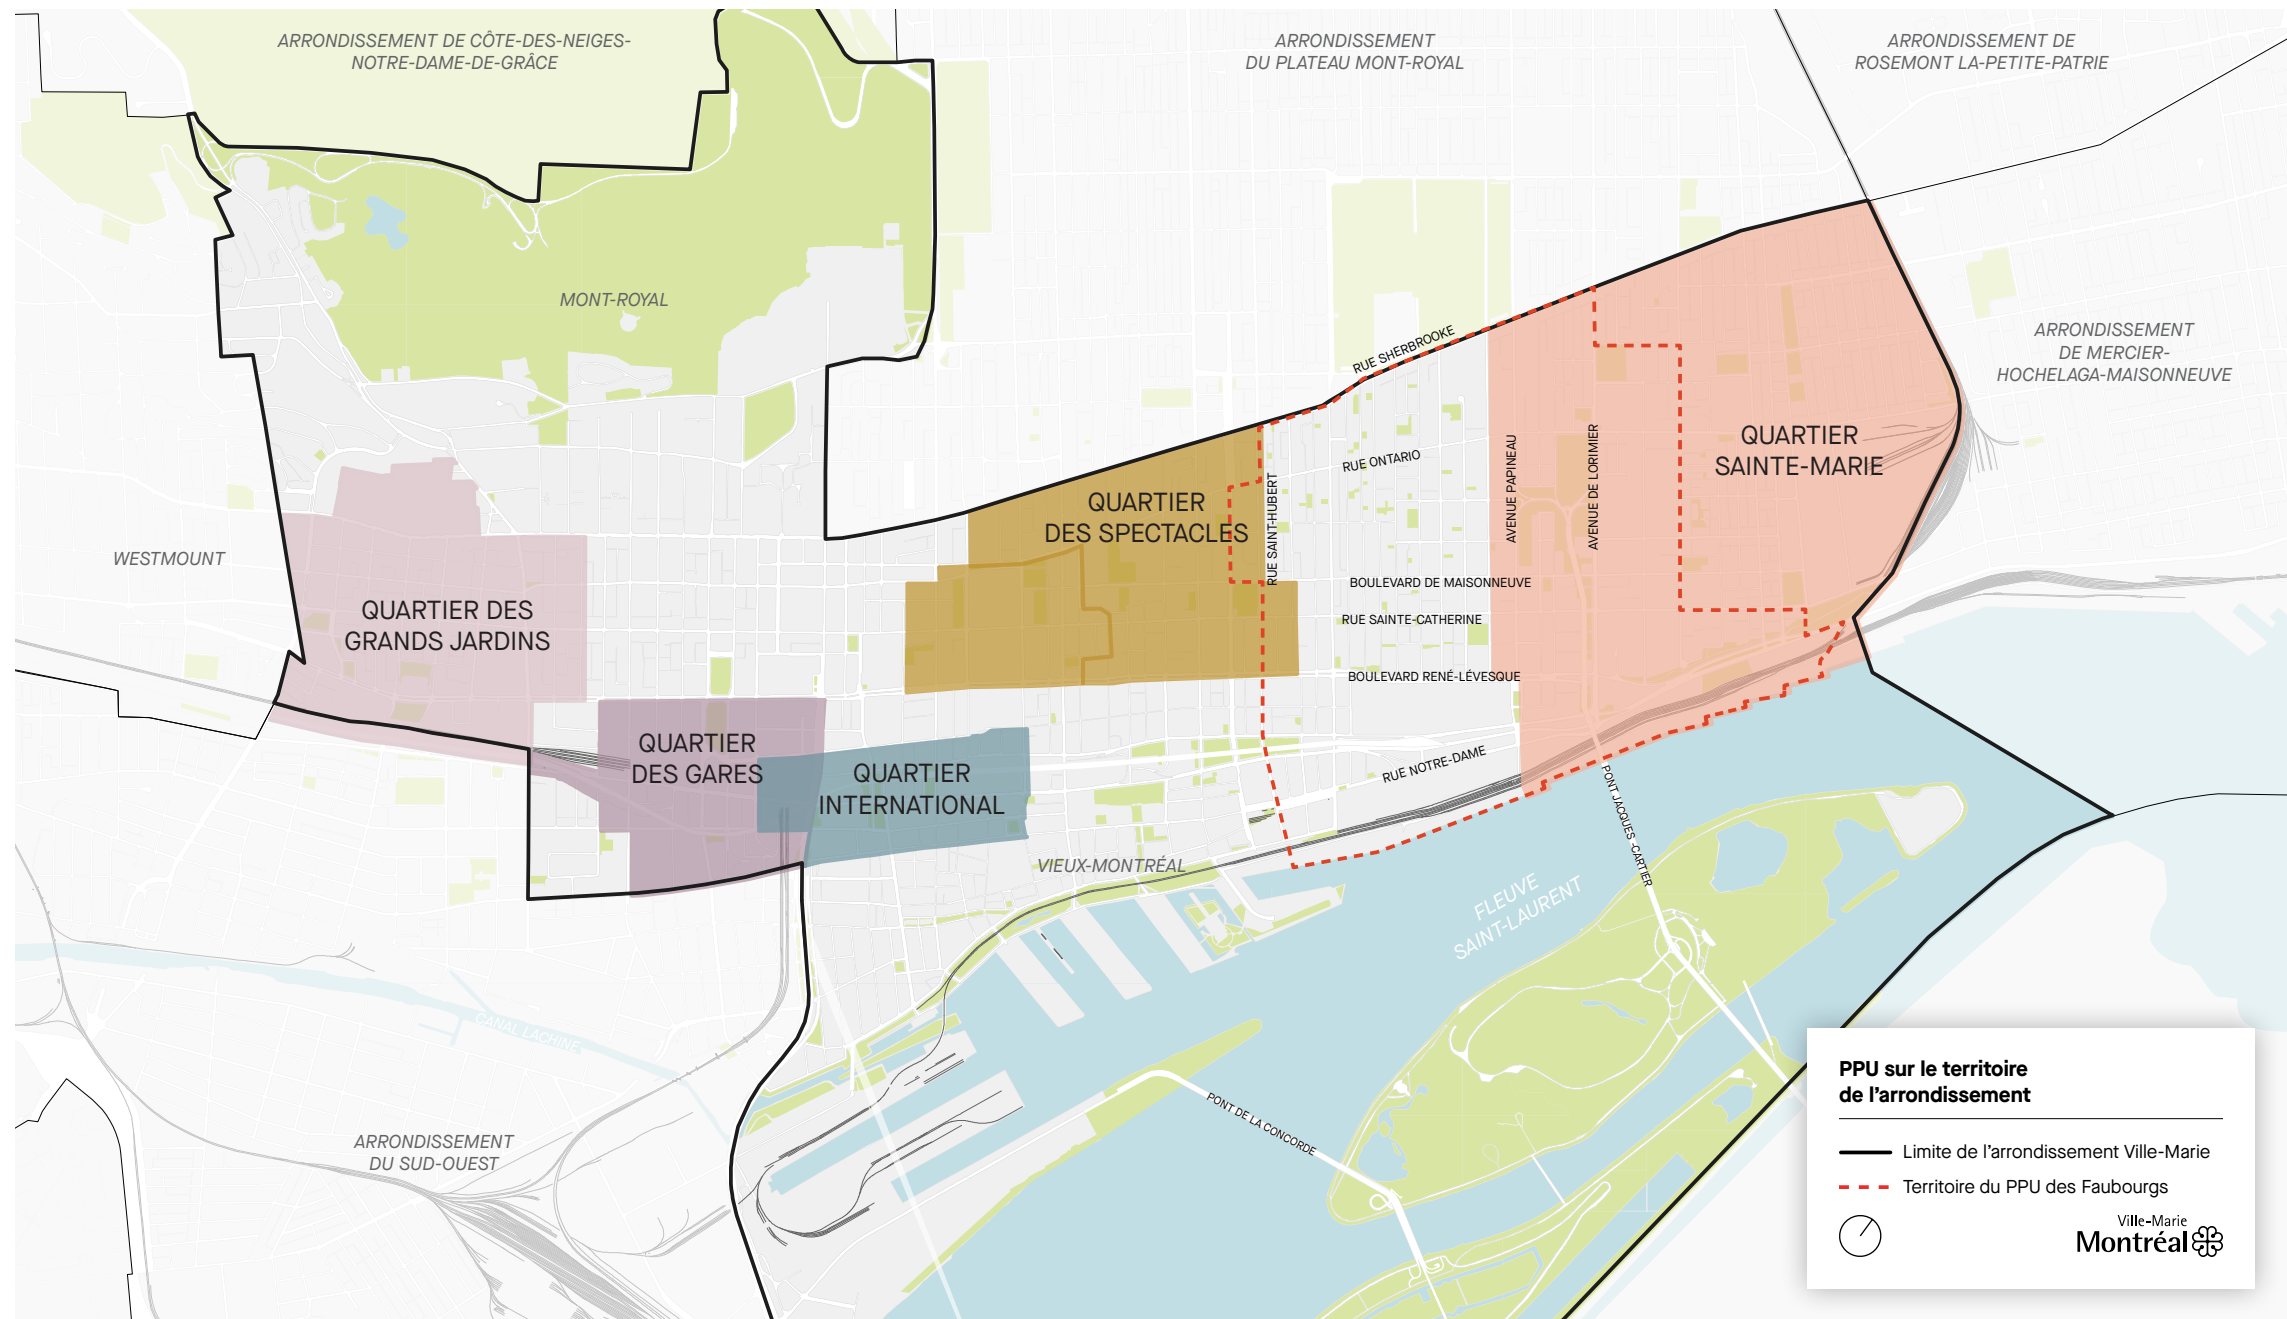 ARRONDISSEMENT DE CÔTE-DES-NEIGES-
NOTRE-DAME-DE-GRÂCE
ARRONDISSEMENT
DU PLATEAU MONT-ROYAL
ARRONDISSEMENT DE
ROSEMONT LA-PETITE-PATRIE
MONT-ROYAL
ARRONDISSEMENT
DE MERCIER-
HOCHELAGA-MAISONNEUVE
RUE SHERBROOKE
QUARTIER
SAINTE-MARIE
RUE ONTARIO
AVENUE PAPINEAU
AVENUE DE LORIMIER
QUARTIER
DES SPECTACLES
RUE SAINT-HUBERT
WESTMOUNT
BOULEVARD DE MAISONNEUVE
QUARTIER DES
GRANDS JARDINS
RUE SAINTE-CATHERINE
BOULEVARD RENÉ-LÉVESQUE
QUARTIER
DES GARES
QUARTIER
INTERNATIONAL
RUE NOTRE-DAME
PONT JACQUES-CARTIER
VIEUX-MONTRÉAL
FLEUVE
SAINT-LAURENT
CANAL LACHINE
PONT DE LA CONCORDE
ARRONDISSEMENT
DU SUD-OUEST
PPU sur le territoire
de l'arrondissement
Limite de l'arrondissement Ville-Marie
Territoire du PPU des Faubourgs
Ville-Marie
Montréal